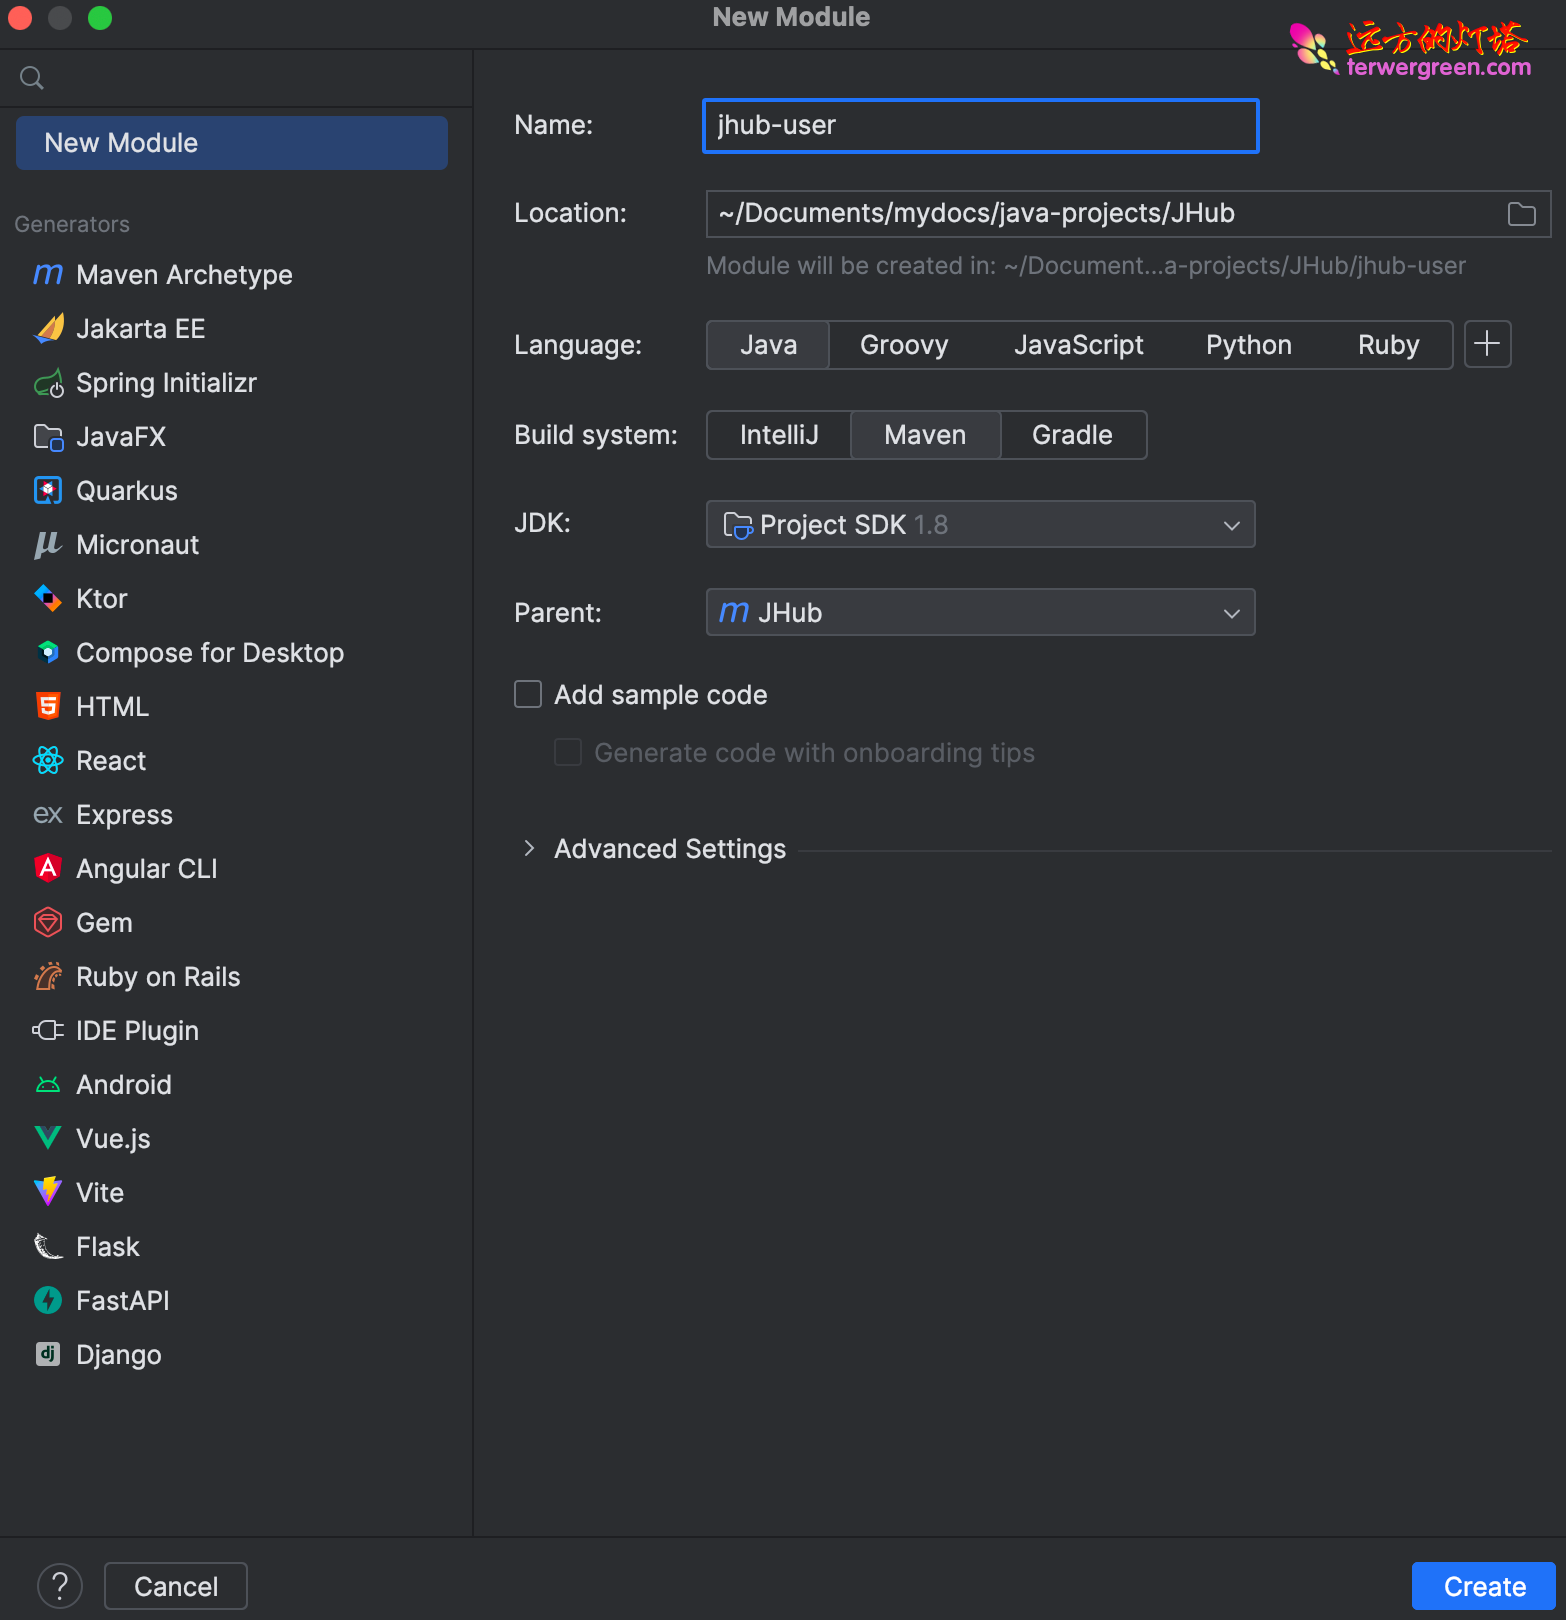 New Module
远方的灯塔
terwergreen.com
New Module
Generators
Maven Archetype
Jakarta EE
Spring Initializr
JavaFX
Quarkus
Micronaut
Ktor
Compose for Desktop
HTML
React
ex Express
Angular CLI
Gem
Ruby on Rails
IDE Plugin
Android
Vue.js
Vite
Flask
FastAPI
dj Django
Name: jhub-user
Location: ~/Documents/mydocs/java-projects/JHub
Module will be created in: ~/Document...a-projects/JHub/jhub-user
Language: Java Groovy JavaScript Python Ruby
Build system: IntelliJ Maven Gradle
JDK: Project SDK 1.8
Parent: m JHub
Add sample code
Generate code with onboarding tips
Advanced Settings
? Cancel Create